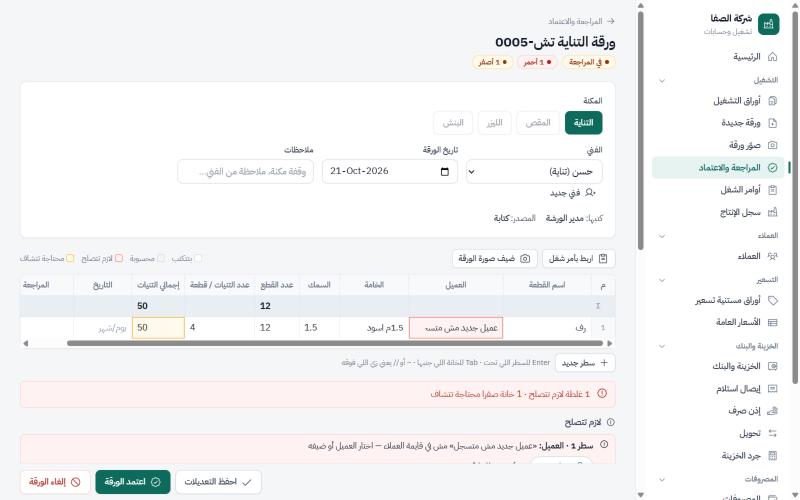 شركة الصفا
تشغيل وحسابات
الرئيسية
التشغيل
أوراق التشغيل
ورقة جديدة
صوّر ورقة
المراجعة والاعتماد
أوامر الشغل
سجل الإنتاج
العملاء
العملاء
التسعير
أوراق مستنية تسعير
الأسعار العامة
الخزينة والبنك
الخزينة والبنك
إيصال استلام
إذن صرف
تحويل
جرد الخزينة
المصروفات
المصروفات
المراجعة والاعتماد
ورقة التناية تش-0005
في المراجعة
1 أحمر
1 أصفر
المكنة
التناية
المقص
الليزر
البنش
الفني
تاريخ الورقة
ملاحظات
حسن (تناية)
21-Oct-2026
وقفة مكنة، ملاحظة من الفني...
فني جديد
كتبها: مدير الورشة المصدر: كتابة
اربط بأمر شغل
ضيف صورة الورقة
بتتكتب
محسوبة
لازم تتصلح
محتاجة تتشاف
م اسم القطعة العميل الخامة السمك عدد القطع عدد التنيات / قطعة إجمالي التنيات التاريخ المراجعة
Σ 12 50
1 رف عميل جديد مش متسج 1.5م اسود 1.5 12 4 50 يوم/شهر
سطر جديد
Enter للسطر اللي تحت · Tab للخانة اللي جنبها · ~ أو // يعني زي اللي فوقه
1 غلطة لازم تتصلح · 1 خانة صفرا محتاجة تتشاف
لازم تتصلح
سطر 1 · العميل: «عميل جديد مش متسجل» مش في قايمة العملاء — اختار العميل أو ضيفه
احفظ التعديلات
اعتمد الورقة
إلغاء الورقة